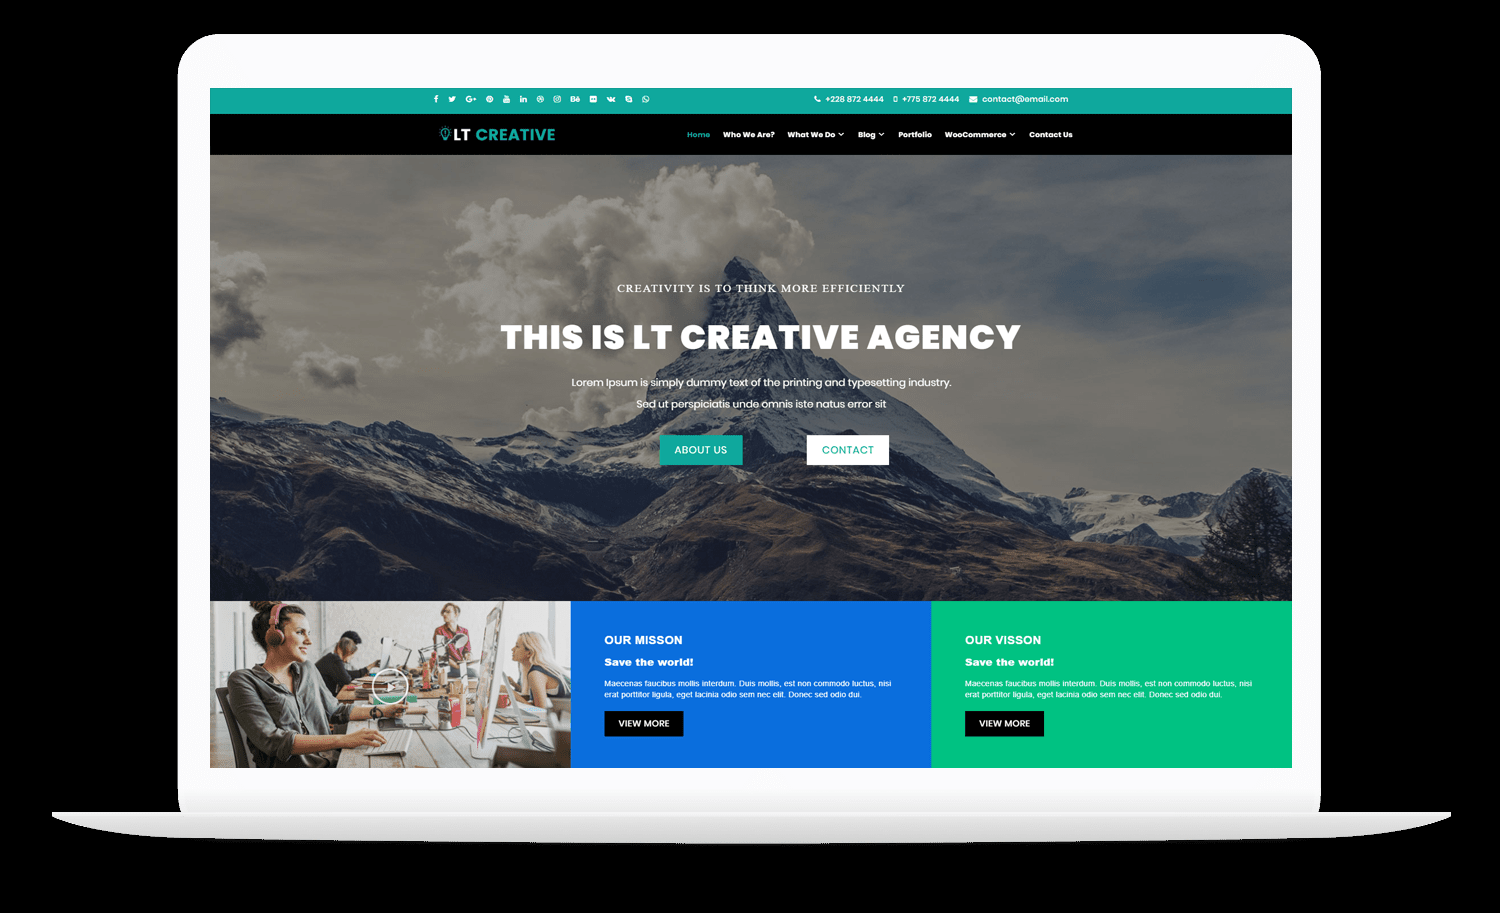 +228 872 4444 +775 872 4444 contact@email.com
LT CREATIVE
Home Who We Are? What We Do Blog Portfolio WooCommerce Contact Us
CREATIVITY IS TO THINK MORE EFFICIENTLY
THIS IS LT CREATIVE AGENCY
Lorem Ipsum is simply dummy text of the printing and typesetting industry.
Sed ut perspiciatis unde omnis iste natus error sit
ABOUT US
CONTACT
OUR MISSON
Save the world!
Maecenas faucibus mollis interdum. Duis mollis, est non commodo luctus, nisi
erat porttitor ligula, eget lacinia odio sem nec elit. Donec sed odio dui.
VIEW MORE
OUR VISSON
Save the world!
Maecenas faucibus mollis interdum. Duis mollis, est non commodo luctus, nisi
erat porttitor ligula, eget lacinia odio sem nec elit. Donec sed odio dui.
VIEW MORE